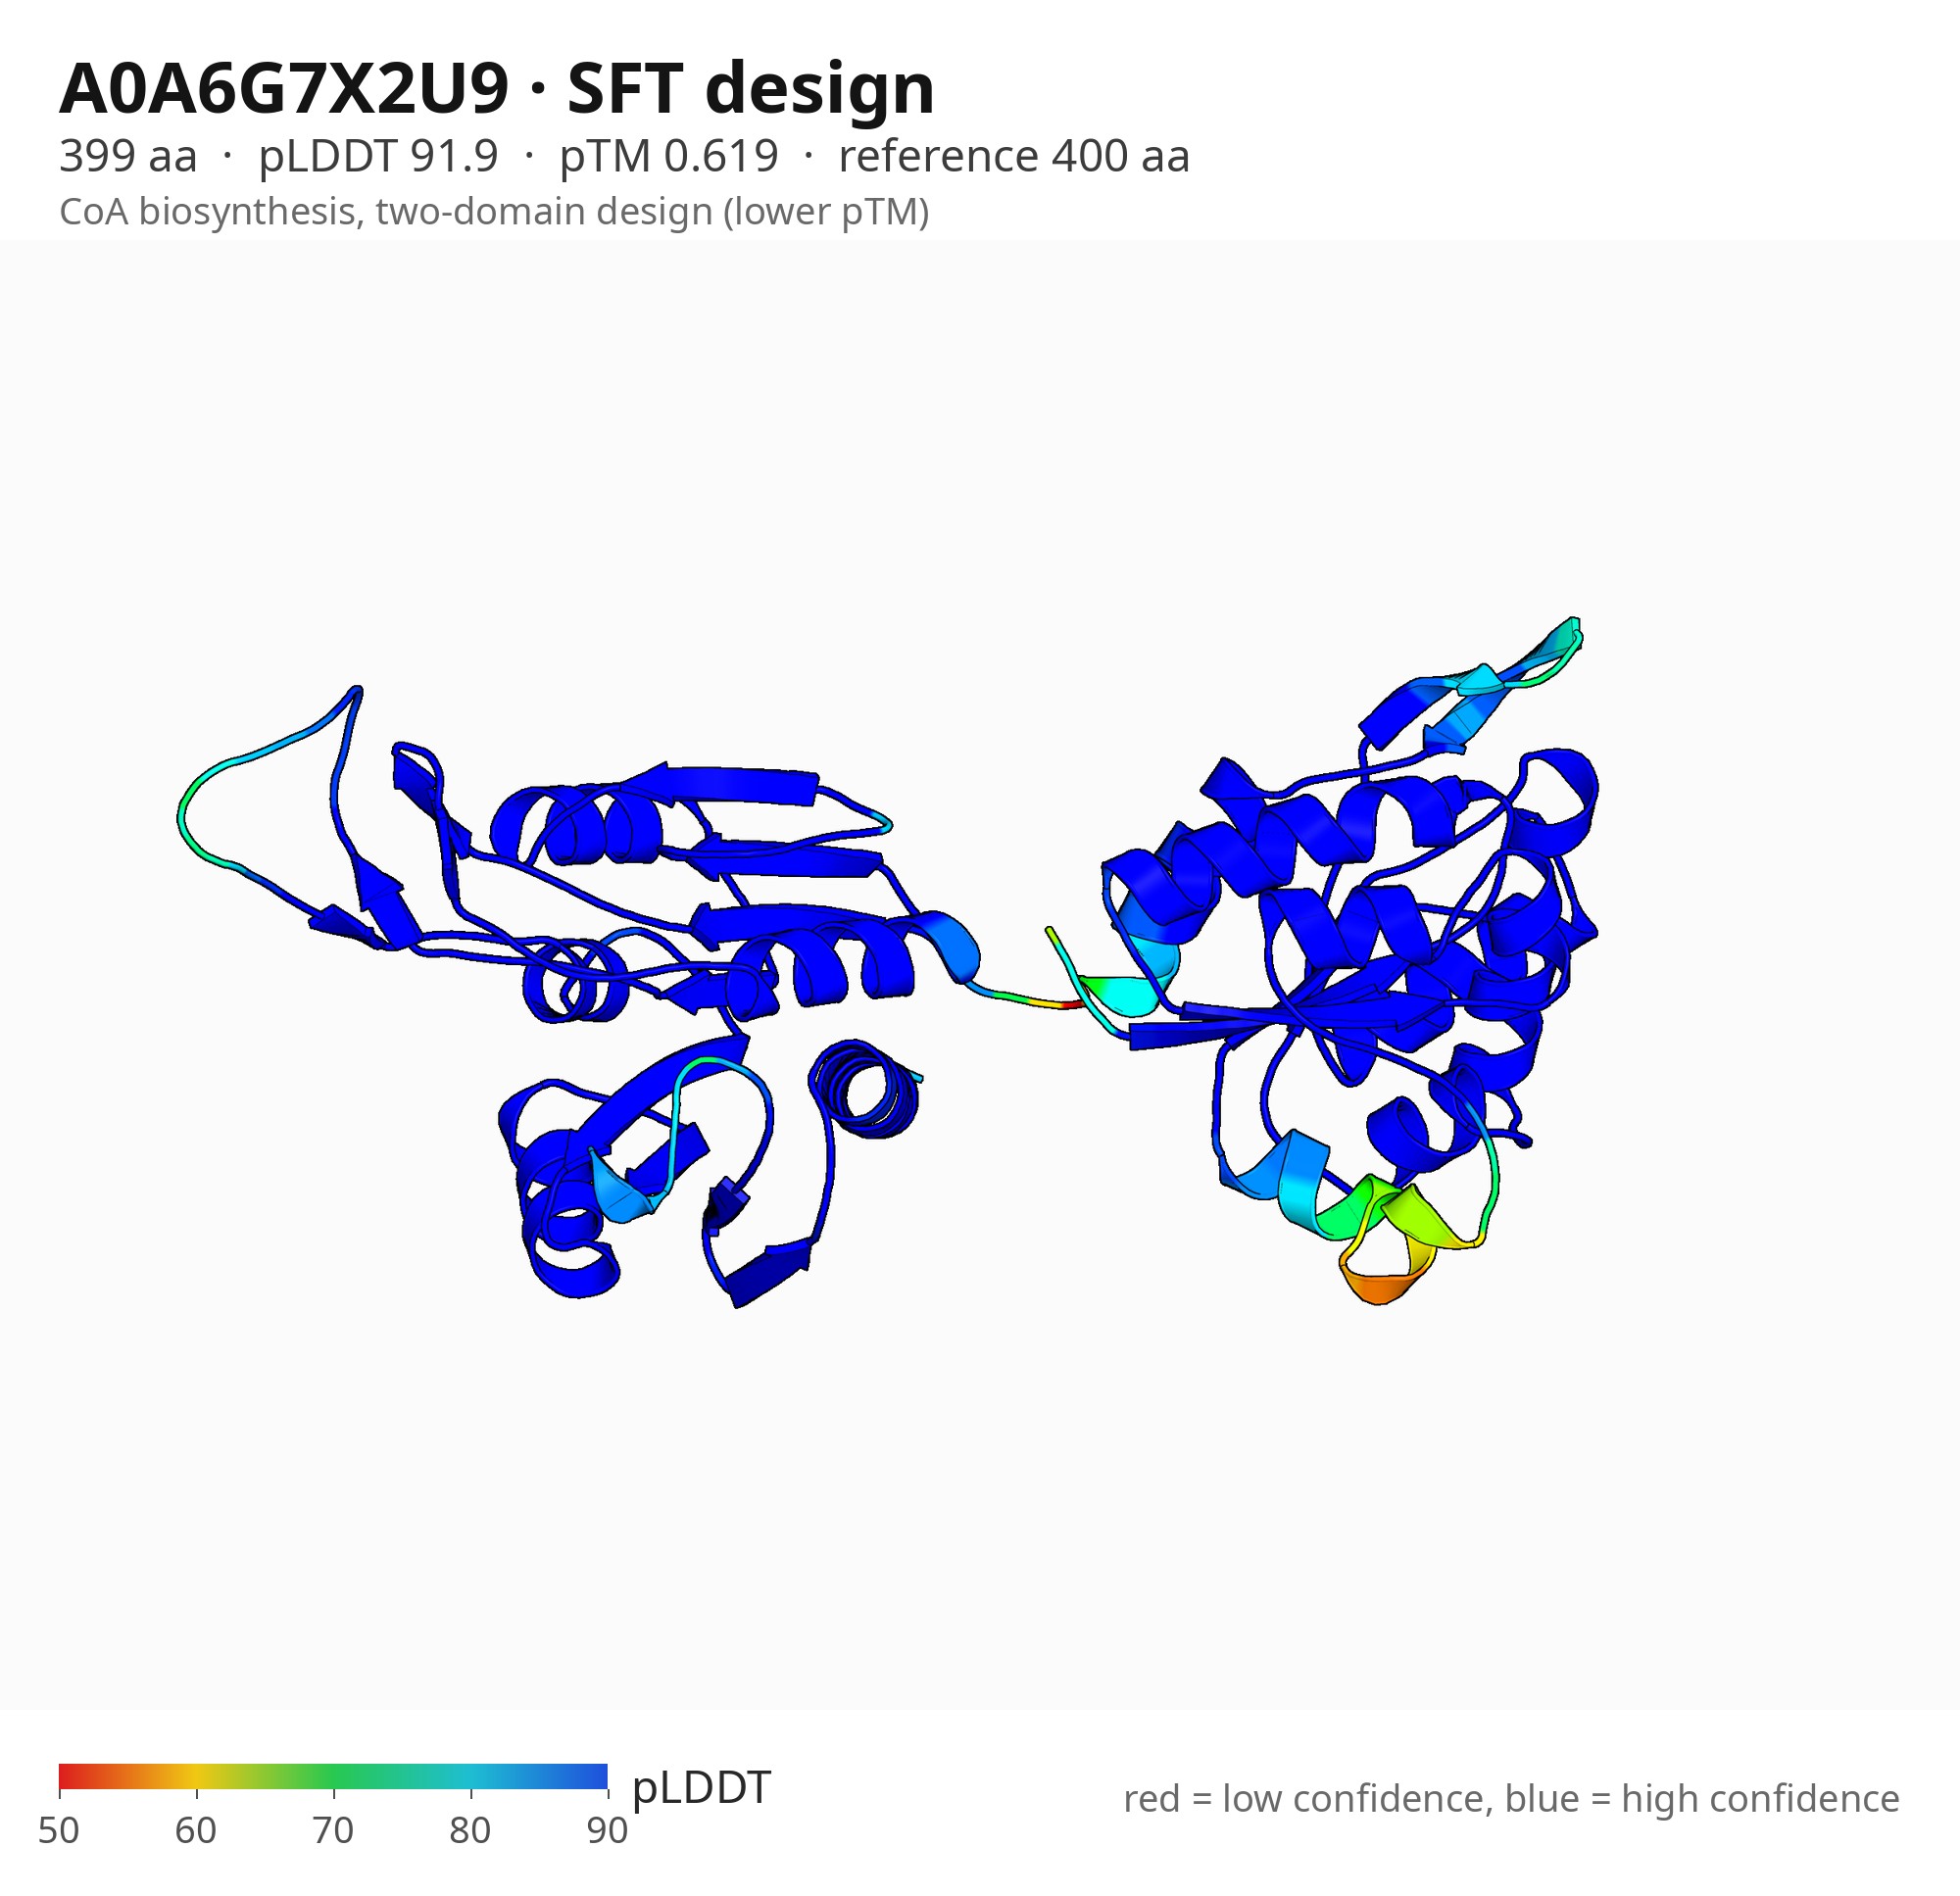 A0A6G7X2U9 · SFT design
399 aa · pLDDT 91.9 · pTM 0.619 · reference 400 aa
CoA biosynthesis, two-domain design (lower pTM)
pLDDT
50 60 70 80 90
red = low confidence, blue = high confidence